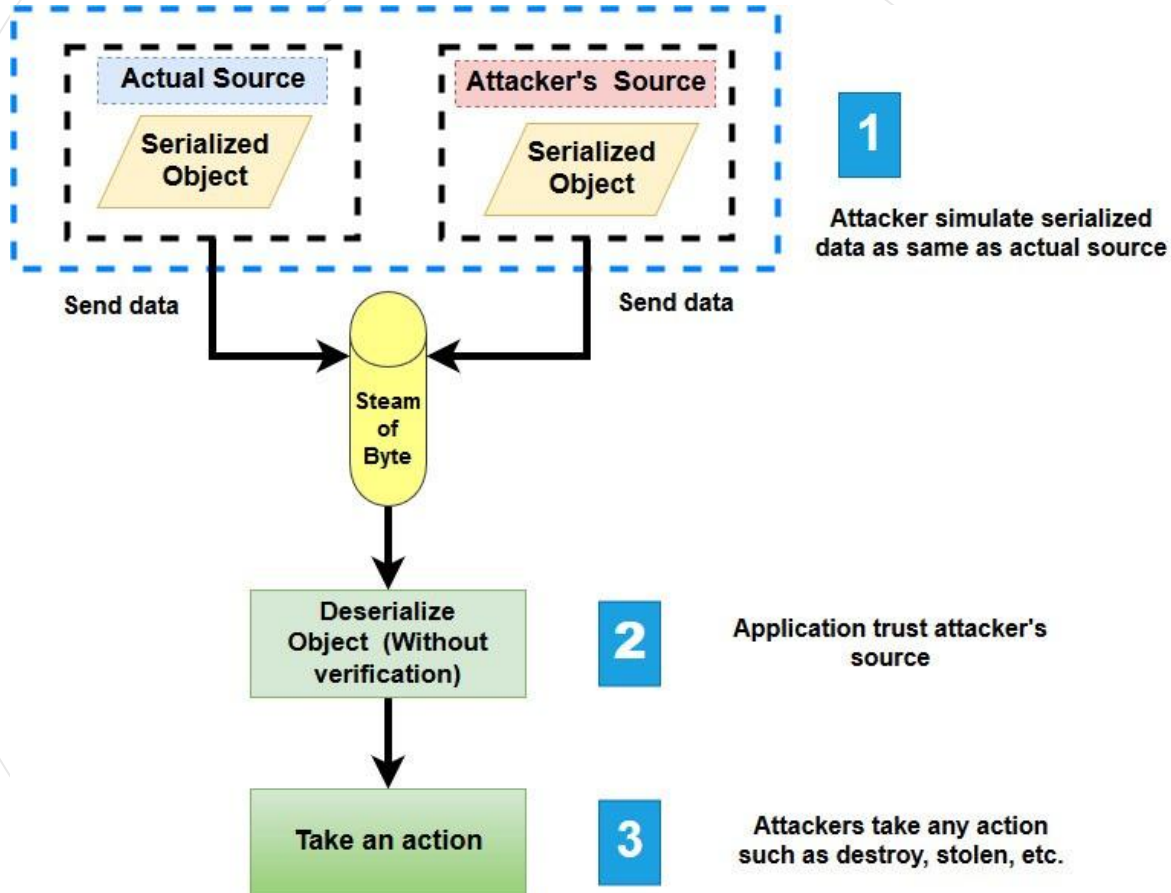 Actual Source
Serialized
Object
Attacker's Source
Serialized
Object
1
Attacker simulate serialized
data as same as actual source
Send data
Send data
Steam
of
Byte
Deserialize
Object (Without
verification)
2
Application trust attacker's
source
Take an action
3
Attackers take any action
such as destroy, stolen, etc.